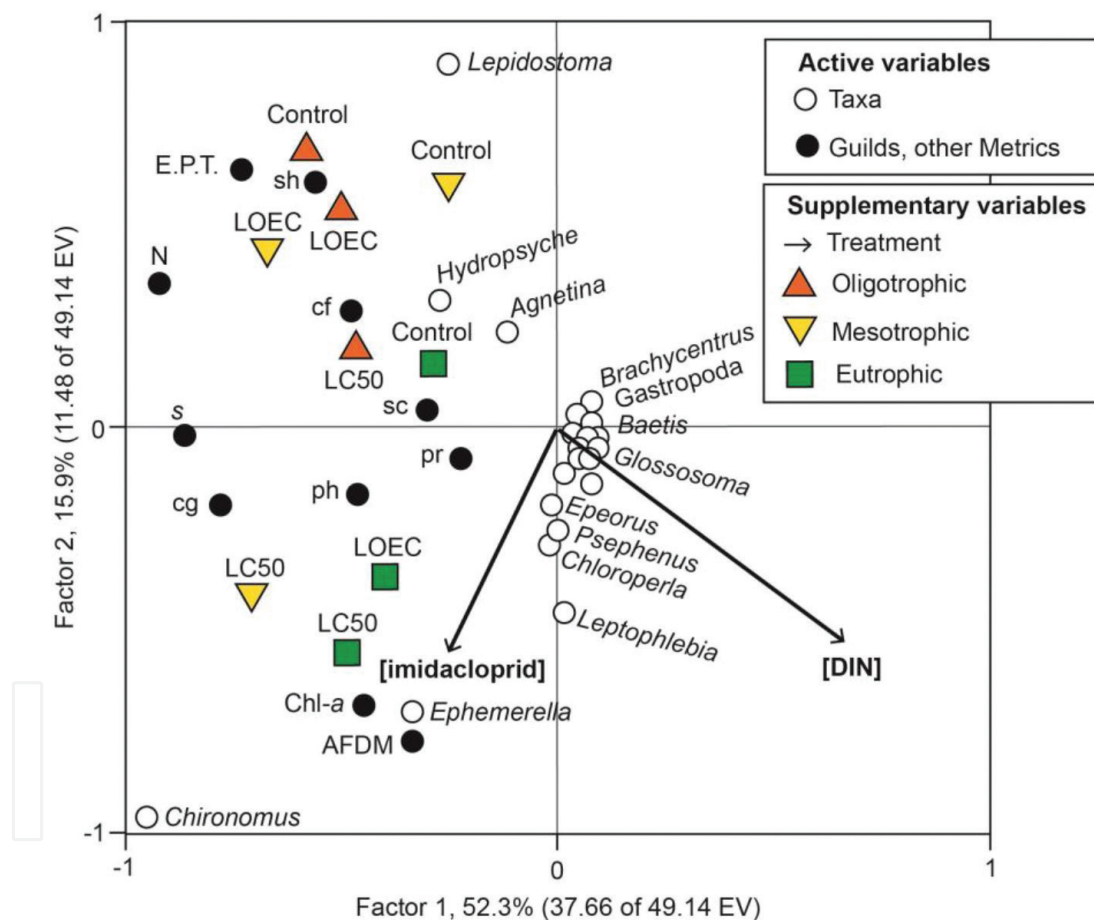 1
Lepidostoma
Active variables
Taxa
Guilds, other Metrics
Control
Control
E.P.T.
sh
LOEC
LOEC
N
Hydropsyche
Agnetina
cf
Control
LC50
Supplementary variables
Treatment
Oligotrophic
Mesotrophic
Eutrophic
Brachycentrus
Gastropoda
sc
Baetis
0
s
pr
Glossosoma
cg
ph
Epeorus
Psephenus
Chloroperla
LOEC
LC50
LC50
Leptophlebia
[imidacloprid]
[DIN]
Chl-a
Ephemerella
AFDM
Chironomus
-1
-1
0
1
Factor 1, 52.3% (37.66 of 49.14 EV)
Factor 2, 15.9% (11.48 of 49.14 EV)